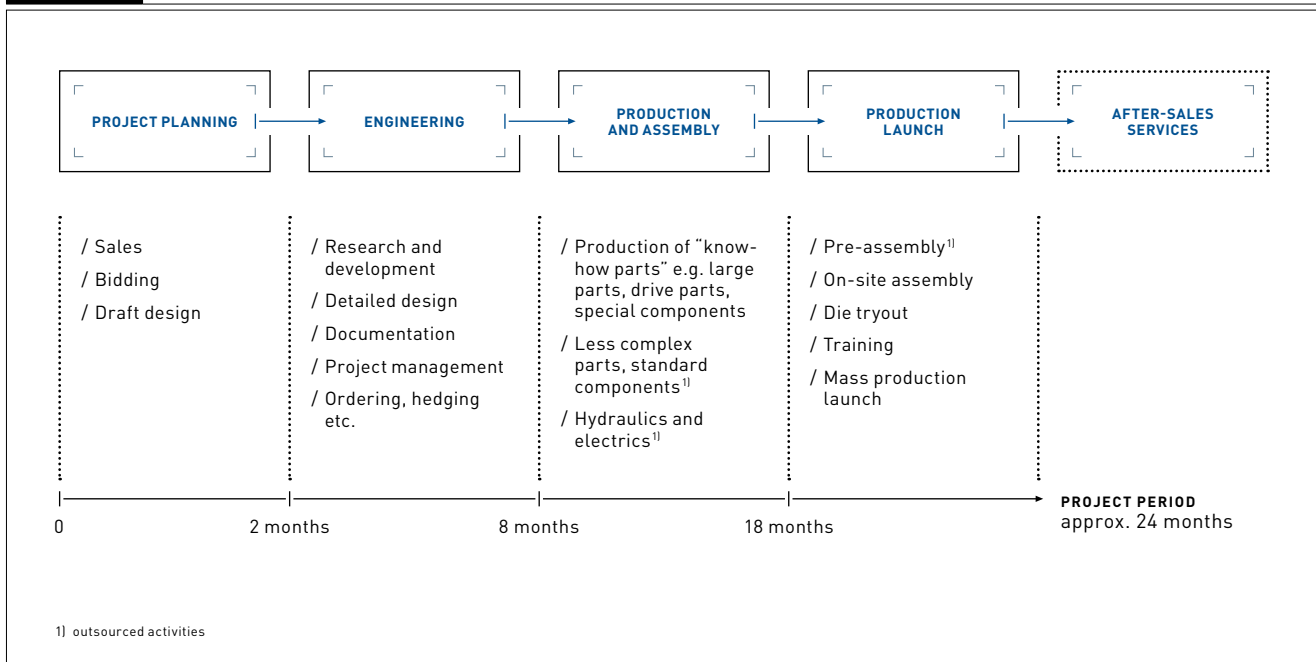 PROJECT PLANNING
ENGINEERING
PRODUCTION
AND ASSEMBLY
PRODUCTION
LAUNCH
AFTER-SALES
SERVICES
/ Sales
/ Bidding
/ Draft design
/ Research and
development
/ Detailed design
/ Documentation
/ Project management
/ Ordering, hedging
etc.
/ Production of “know-
how parts” e.g. large
parts, drive parts,
special components
/ Less complex
parts, standard
components1)
/ Hydraulics and
electrics1)
/ Pre-assembly1)
/ On-site assembly
/ Die tryout
/ Training
/ Mass production
launch
0
2 months
8 months
18 months
PROJECT PERIOD
approx. 24 months
1) outsourced activities